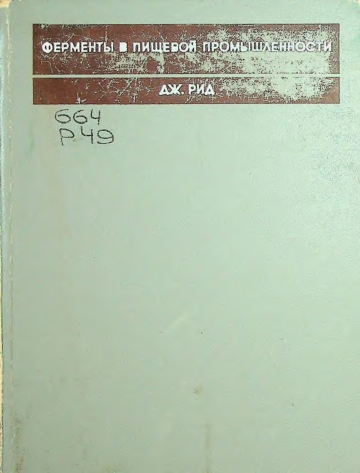 ФЕРМЕНТЫ В ПИЩЕВОЙ ПРОМЫШЛЕННОСТИ
ДЖ. РИД
664
Р49